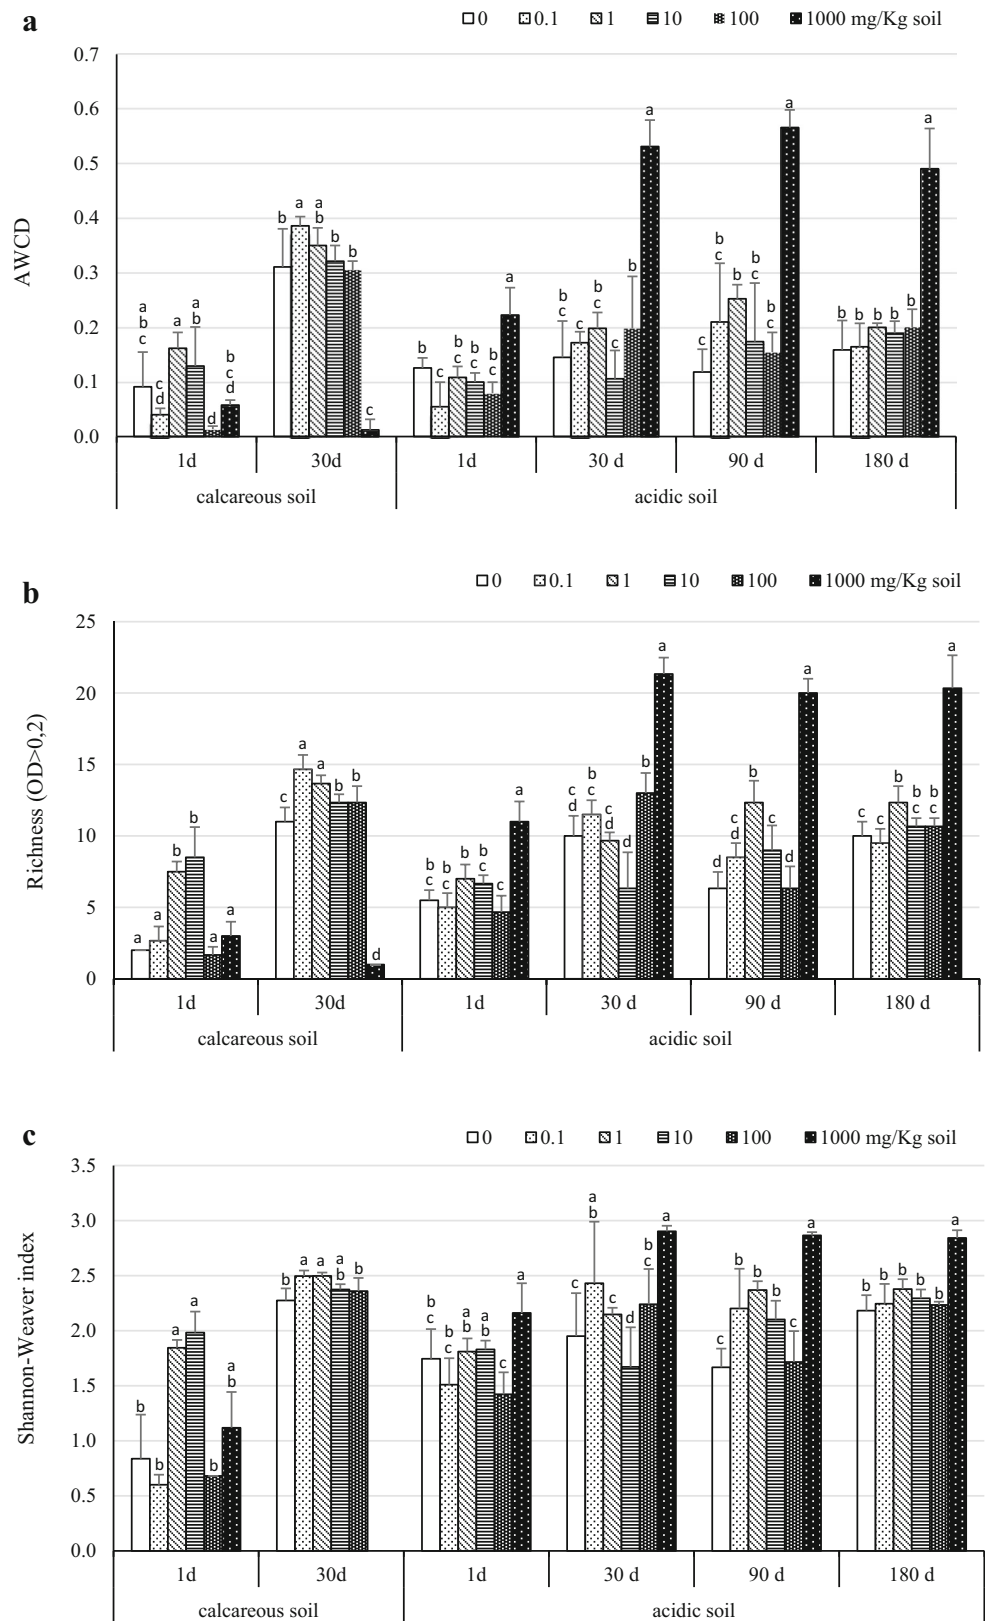 a
0 0.1 1 10 100 1000 mg/Kg soil
0.7
0.6
0.5
0.4
0.3
0.2
0.1
0.0
AWCD
a b c
c d
a
a b
d
b c d
b
a
a b
b
b
c
b
c
b c
b c
b c
a
b c
c
b c
c
b
a
b c
b c
b
b c
b c
a
b
b
b
b
b
a
1d 30d 1d 30 d 90 d 180 d
calcareous soil acidic soil
b
0 0.1 1 10 100 1000 mg/Kg soil
25
20
15
10
5
0
Richness (OD>0,2)
a
a
b
b
a
a
c
a
a
b
b
d
b c
b c
b
b c
c
a
c d
b c
c d
d
b
a
d
c d
b
c
d
a
c
c
b
b c
b c
a
1d 30d 1d 30 d 90 d 180 d
calcareous soil acidic soil
c
0 0.1 1 10 100 1000 mg/Kg soil
3.5
3.0
2.5
2.0
1.5
1.0
0.5
0.0
Shannon-Weaver index
b
b
a
a
b
a b
b
a
a
a b
b
b c
b c
a b
a b
c
a
c
a b
c
d
b c
a
c
b
b
b
c
a
b
b
b
b
b
a
1d 30d 1d 30 d 90 d 180 d
calcareous soil acidic soil